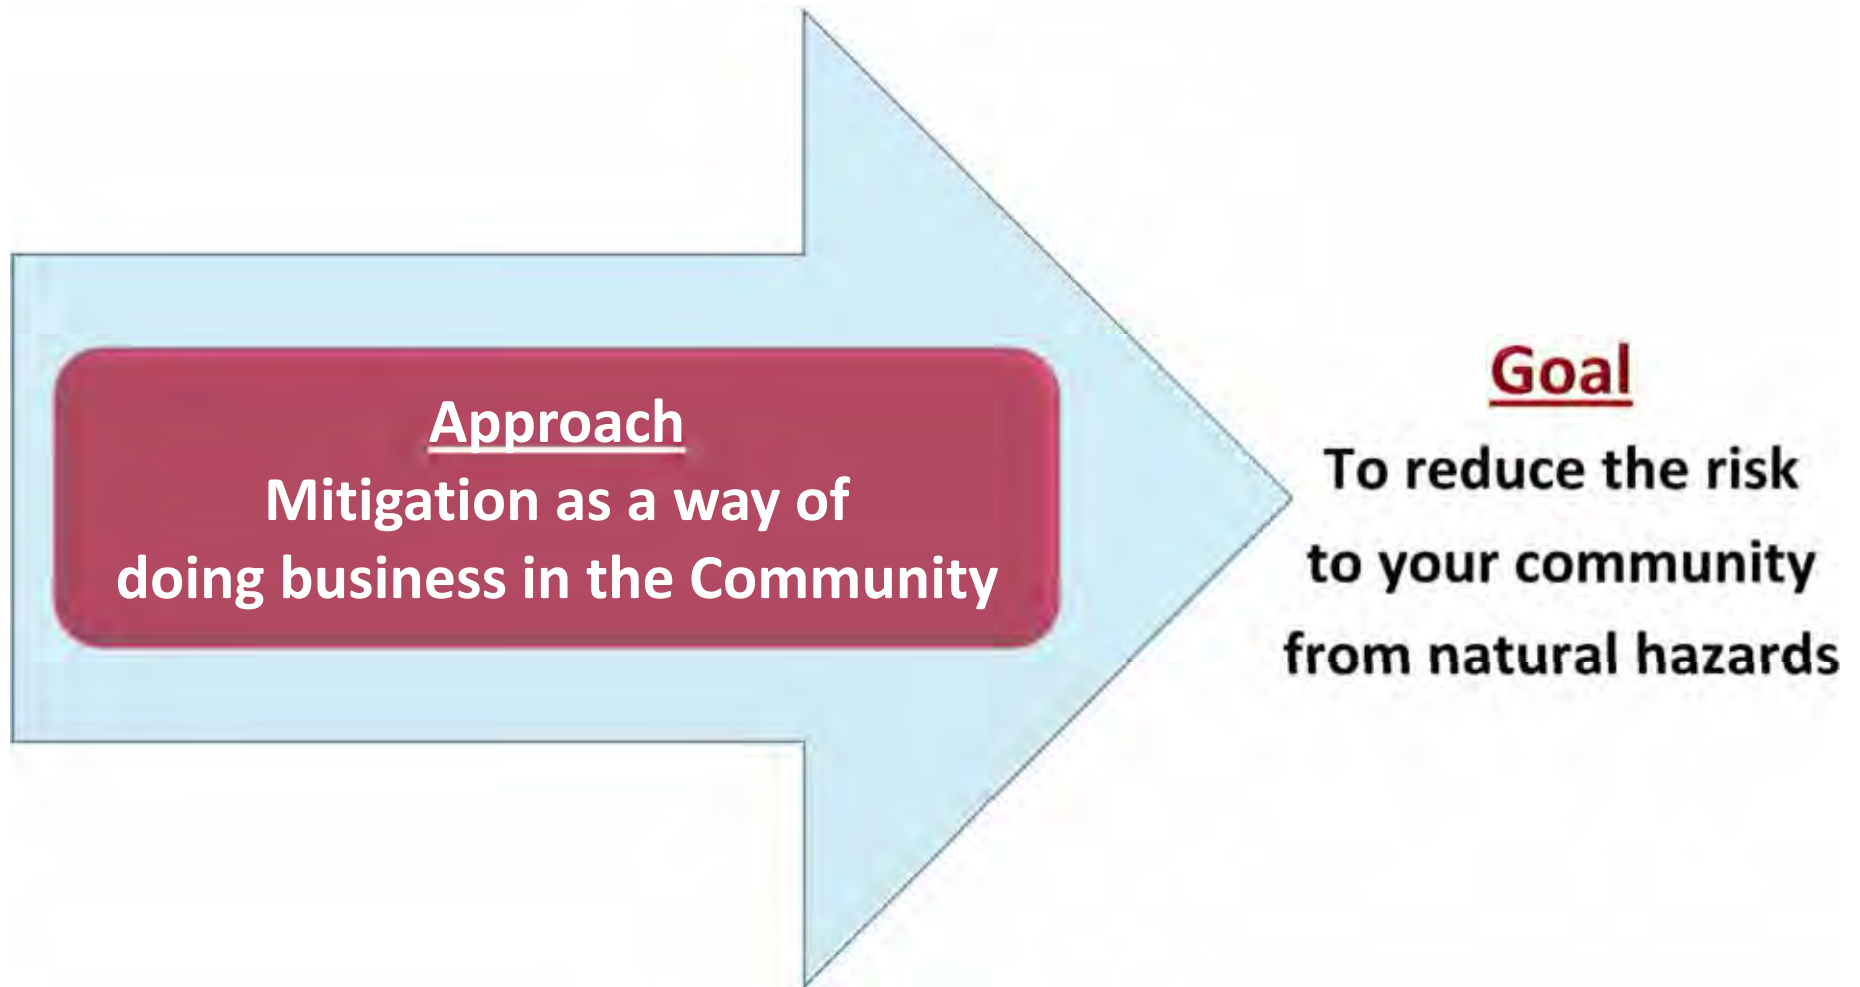 Approach
Mitigation as a way of
doing business in the Community
Goal
To reduce the risk
to your community
from natural hazards